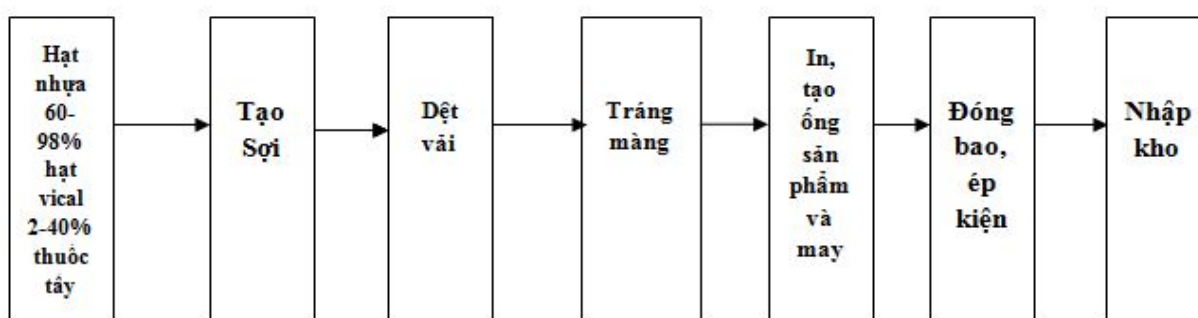 Hạt
nhựa
60-
98%
hạt
vical
2-40%
thuốc
tẩy
Tạo
Sợi
Dệt
vải
Tráng
màng
In,
tạo
ống
sản
phẩm
và
may
Đóng
bao,
ép
kiện
Nhập
kho